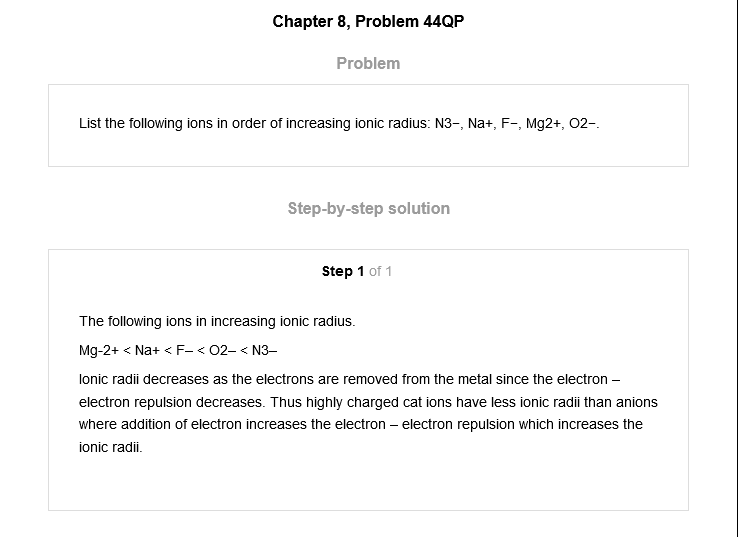 Chapter 8, Problem 44QP
Problem
List the following ions in order of increasing ionic radius: N3−, Na+, F−, Mg2+, O2−.
Step-by-step solution
Step 1 of 1
The following ions in increasing ionic radius.
Mg-2+ < Na+ < F– < O2– < N3–
Ionic radii decreases as the electrons are removed from the metal since the electron –
electron repulsion decreases. Thus highly charged cat ions have less ionic radii than anions
where addition of electron increases the electron – electron repulsion which increases the
ionic radii.